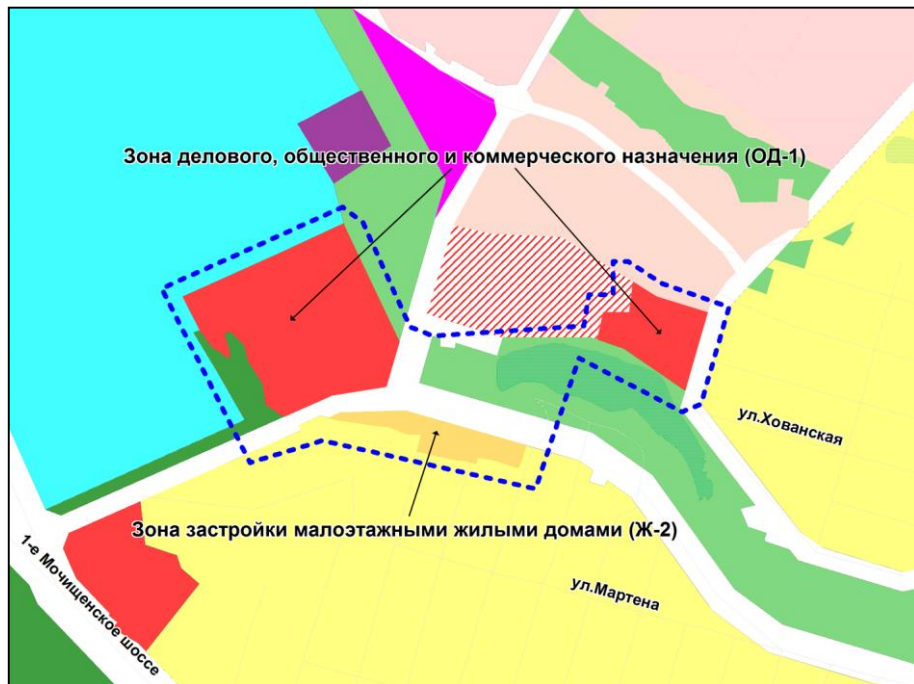 Зона делового, общественного и коммерческого назначения (ОД-1)
ул.Хованская
Зона застройки малоэтажными жилыми домами (Ж-2)
1-е Мочищенское шоссе
ул.Мартена